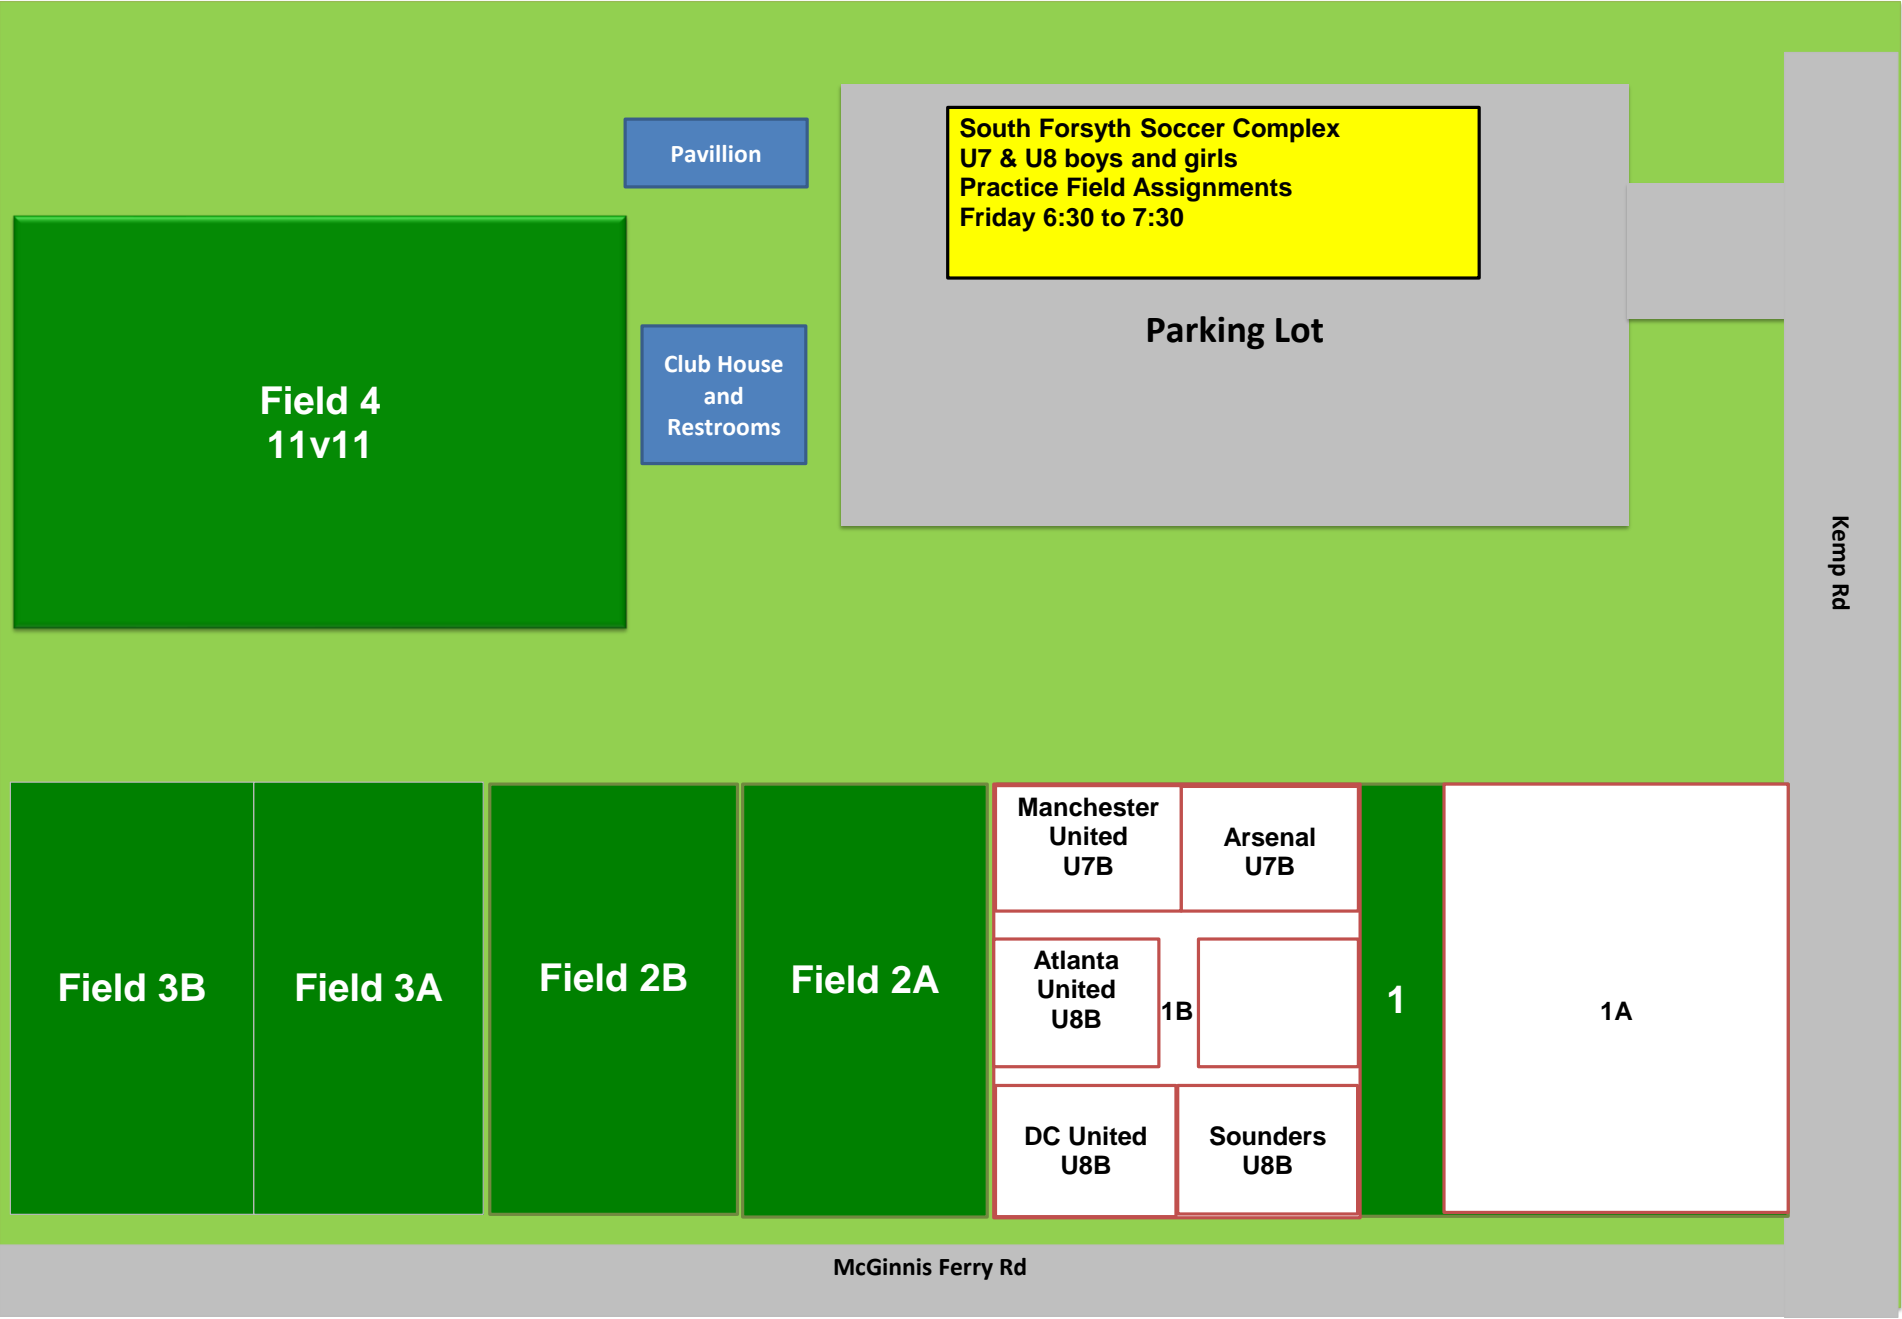 Pavillion
South Forsyth Soccer Complex
U7 & U8 boys and girls
Practice Field Assignments
Friday 6:30 to 7:30
Parking Lot
Club House
and
Restrooms
Field 4
11v11
Kemp Rd
Manchester
United
U7B
Arsenal
U7B
Field 3B
Field 3A
Field 2B
Field 2A
Atlanta
United
U8B
1B
1
1A
DC United
U8B
Sounders
U8B
McGinnis Ferry Rd